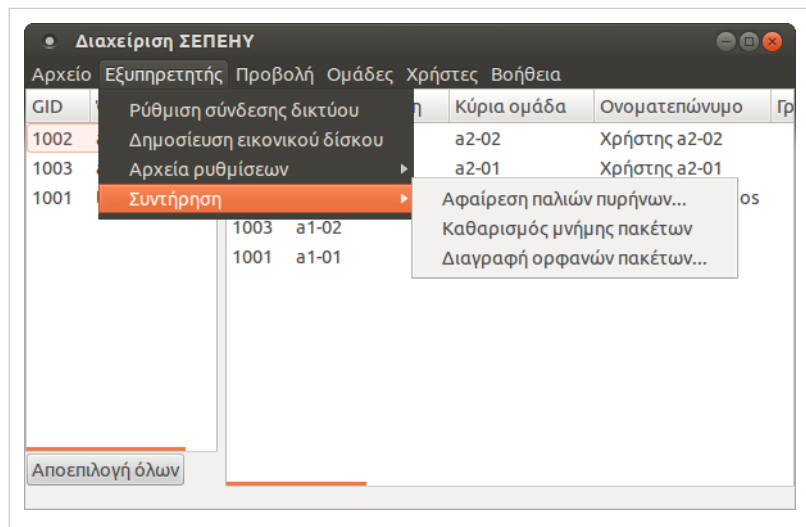 Διαχείριση ΣΕΠΕΗΥ
Αρχείο Εξυπηρετητής Προβολή Ομάδες Χρήστες Βοήθεια
GID Κύρια ομάδα Ονοματεπώνυμο Γρ
Ρύθμιση σύνδεσης δικτύου
1002 Δημοσίευση εικονικού δίσκου a2-02 Χρήστης a2-02
1003 Αρχεία ρυθμίσεων a2-01 Χρήστης a2-01
1001 Συντήρηση Αφαίρεση παλιών πυρήνων... os
1003 a1-02 Καθαρισμός μνήμης πακέτων
1001 a1-01 Διαγραφή ορφανών πακέτων...
Αποεπιλογή όλων